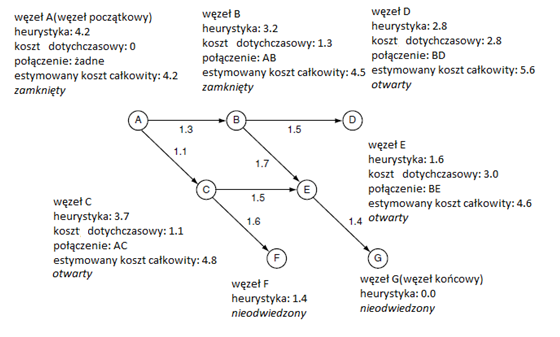 węzeł A(węzeł początkowy)
heurystyka: 4.2
koszt dotychczasowy: 0
połączenie: żadne
estymowany koszt całkowity: 4.2
zamknięty
węzeł B
heurystyka: 3.2
koszt dotychczasowy: 1.3
połączenie: AB
estymowany koszt całkowity: 4.5
zamknięty
węzeł D
heurystyka: 2.8
koszt dotychczasowy: 2.8
połączenie: BD
estymowany koszt całkowity: 5.6
otwarty
A
1.3
B
1.5
D
1.1
1.7
węzeł E
heurystyka: 1.6
koszt dotychczasowy: 3.0
połączenie: BE
estymowany koszt całkowity: 4.6
otwarty
C
1.5
E
węzeł C
heurystyka: 3.7
koszt dotychczasowy: 1.1
połączenie: AC
estymowany koszt całkowity: 4.8
otwarty
1.6
1.4
F
G
węzeł F
heurystyka: 1.4
nieodwiedzony
węzeł G(węzeł końcowy)
heurystyka: 0.0
nieodwiedzony